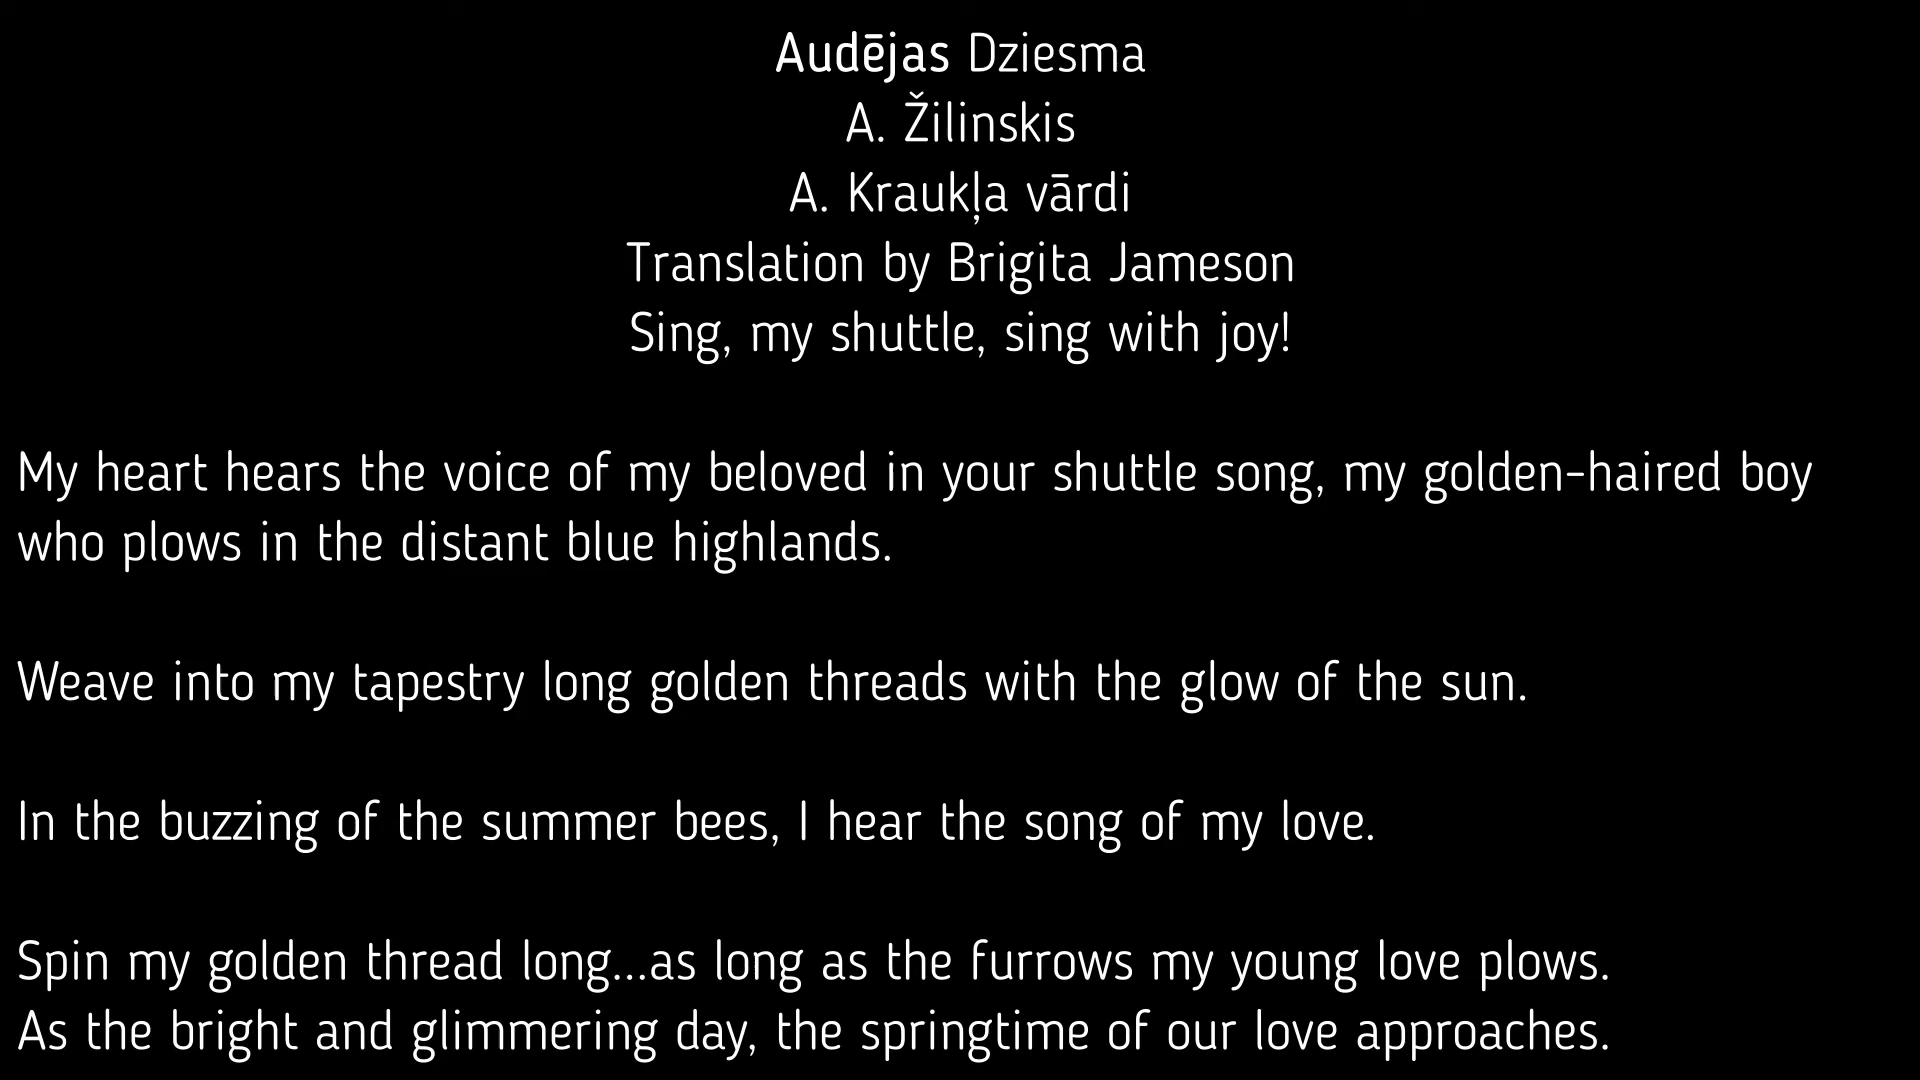 Audējas Dziesma
A. Žilinskis
A. Kraukļa vārdi
Translation by Brigita Jameson
Sing, my shuttle, sing with joy!
My heart hears the voice of my beloved in your shuttle song, my golden-haired boy
who plows in the distant blue highlands.
Weave into my tapestry long golden threads with the glow of the sun.
In the buzzing of the summer bees, I hear the song of my love.
Spin my golden thread long...as long as the furrows my young love plows.
As the bright and glimmering day, the springtime of our love approaches.